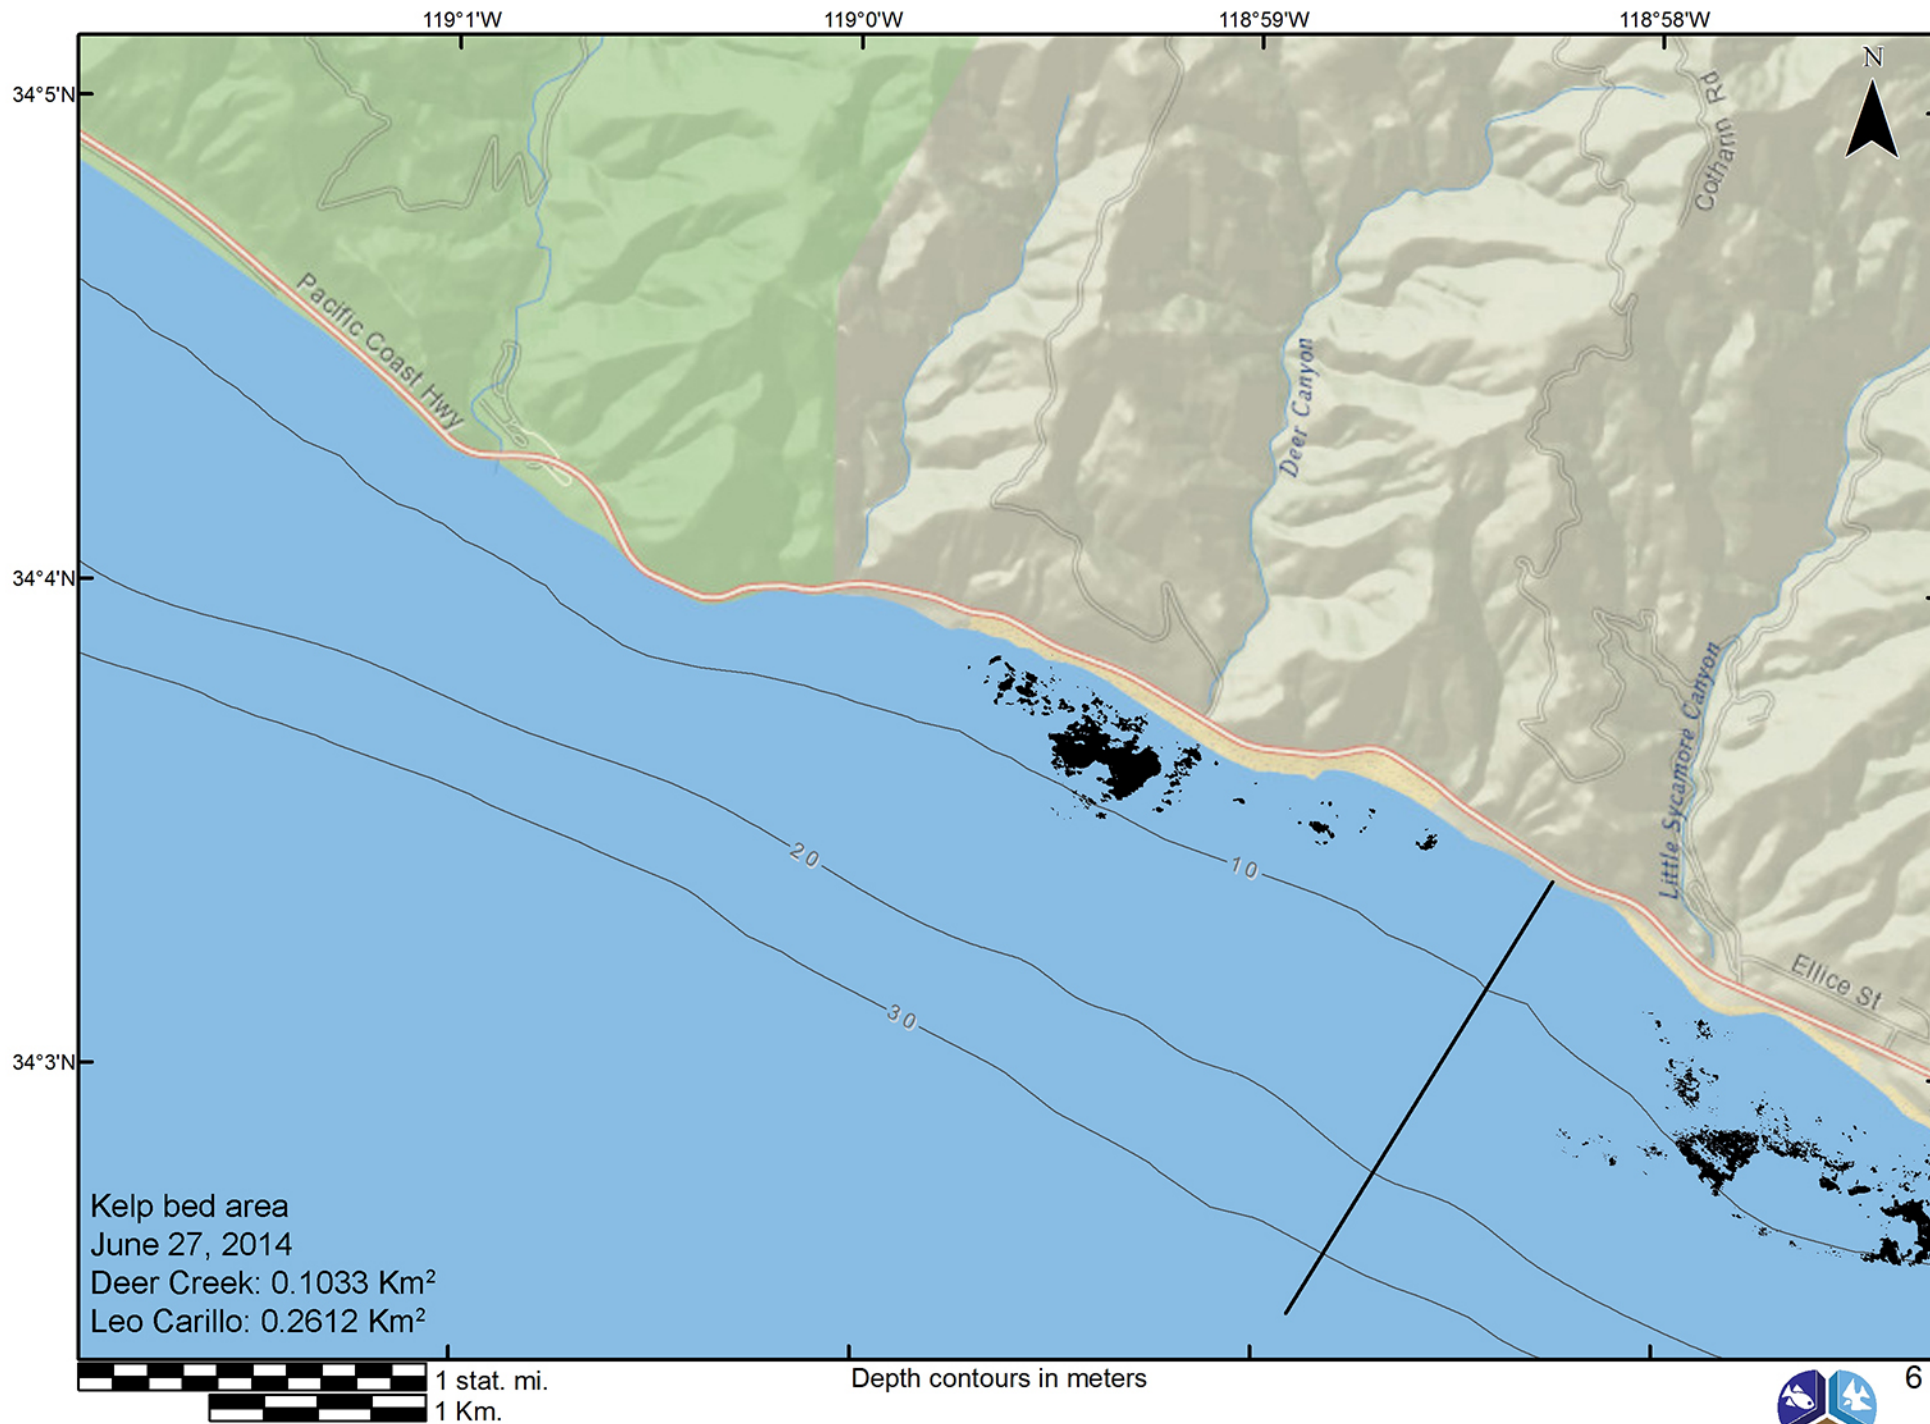 119°1'W
119°0'W
118°59'W
118°58'W
34°5'N
34°4'N
34°3'N
N
Cothann Rd
Pacific Coast Hwy
Deer Canyon
Little Sycamore Canyon
Ellice St
10
20
30
Kelp bed area
June 27, 2014
Deer Creek: 0.1033 Km²
Leo Carillo: 0.2612 Km²
1 stat. mi.
1 Km.
Depth contours in meters
6